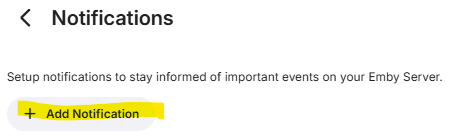 Notifications
Setup notifications to stay informed of important events on your Emby Server.
+ Add Notification